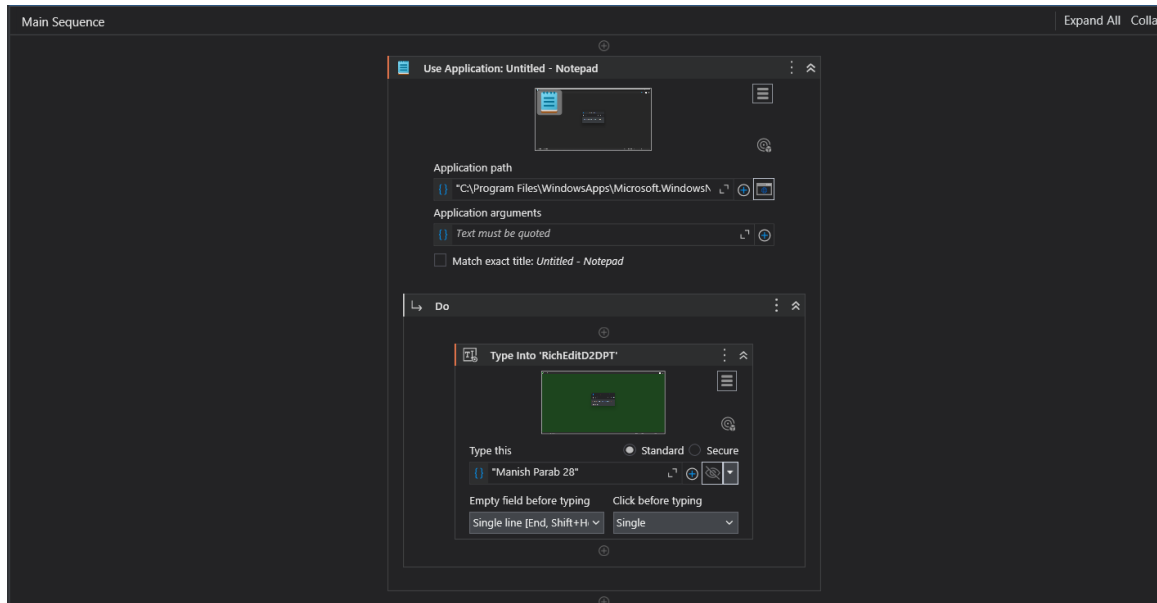 Main Sequence
Expand All Colla
Use Application: Untitled - Notepad
Application path
"C:\Program Files\WindowsApps\Microsoft.WindowsN
Application arguments
Text must be quoted
Match exact title: Untitled - Notepad
Do
Type Into 'RichEditD2DPT'
Type this
Standard
Secure
"Manish Parab 28"
Empty field before typing
Click before typing
Single line [End, Shift+H
Single